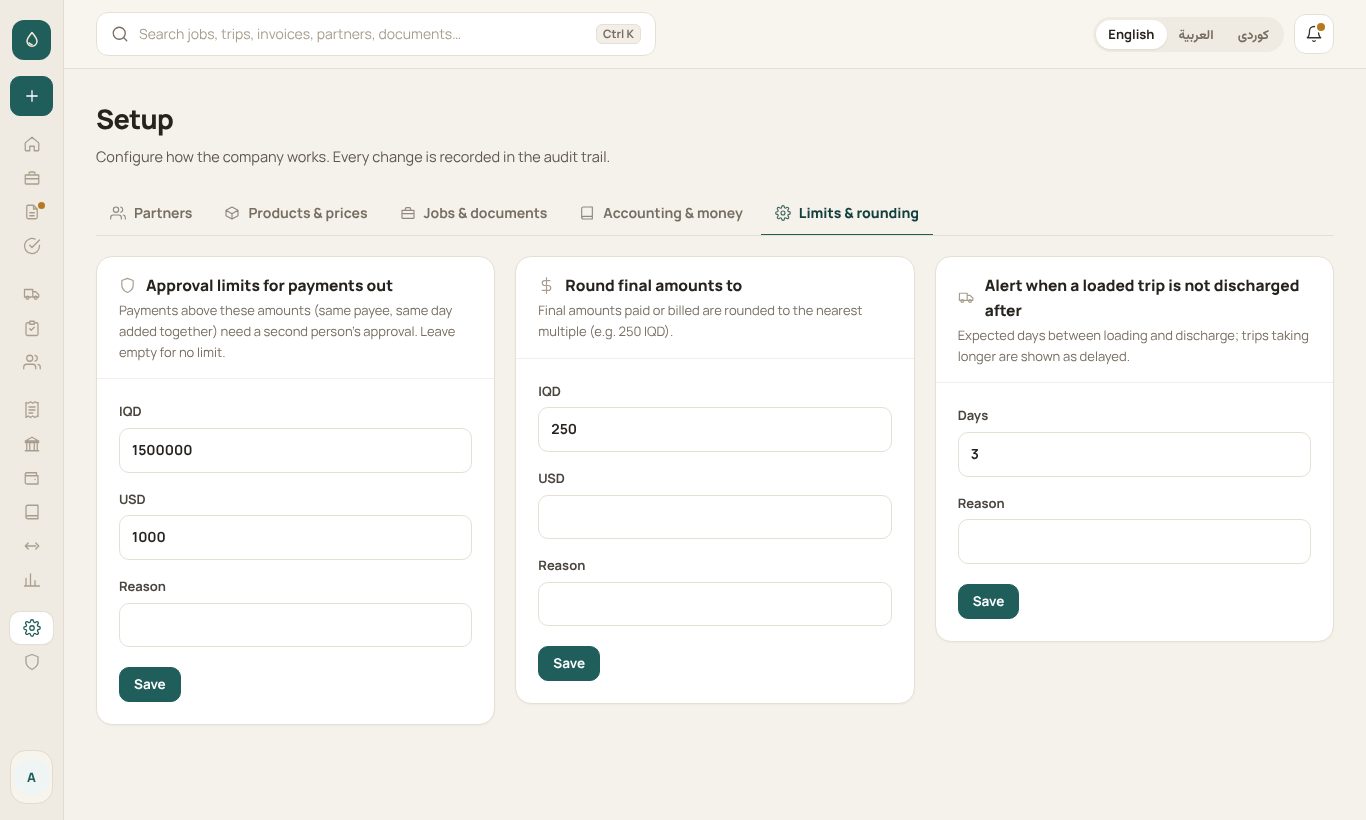 Search jobs, trips, invoices, partners, documents...
Ctrl K
English
العربية
کوردی
Setup
Configure how the company works. Every change is recorded in the audit trail.
Partners
Products & prices
Jobs & documents
Accounting & money
Limits & rounding
Approval limits for payments out
Payments above these amounts (same payee, same day
added together) need a second person's approval. Leave
empty for no limit.
IQD
1500000
USD
1000
Reason
Save
Round final amounts to
Final amounts paid or billed are rounded to the nearest
multiple (e.g. 250 IQD).
IQD
250
USD
Reason
Save
Alert when a loaded trip is not discharged
after
Expected days between loading and discharge; trips taking
longer are shown as delayed.
Days
3
Reason
Save
A